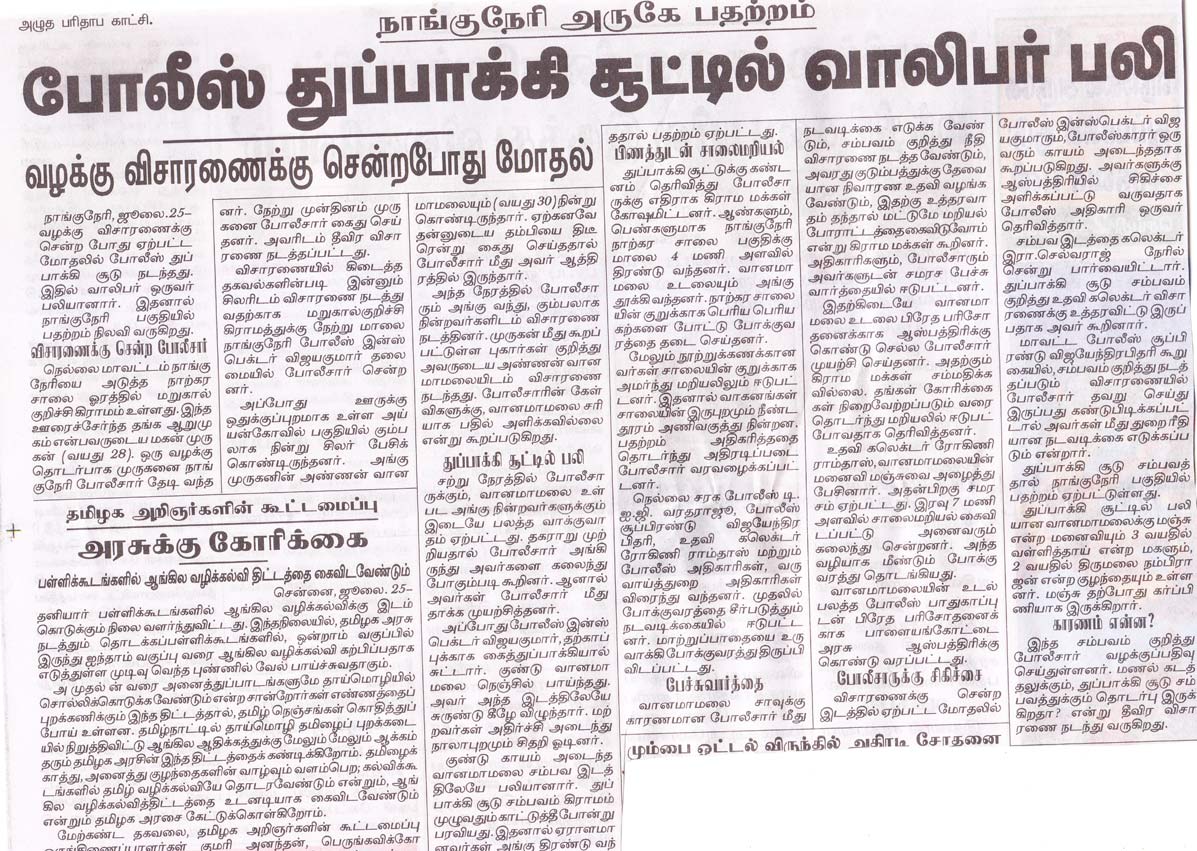 அழுத பரிதாப காட்சி.
நாங்குநேரி அருகே பதற்றம்
போலீஸ் துப்பாக்கி சூட்டில் வாலிபர் பலி
வழக்கு விசாரணைக்கு சென்றபோது மோதல்
நாங்குநேரி, ஜூலை. 25–
வழக்கு விசாரணைக்கு
சென்ற போது ஏற்பட்ட
மோதலில் போலீஸ் துப்
பாக்கி சூடு நடந்தது.
இதில் வாலிபர் ஒருவர்
பலியானார். இதனால்
நாங்குநேரி பகுதியில்
பதற்றம் நிலவி வருகிறது.
விசாரணைக்கு சென்ற போலீசார்
நெல்லை மாவட்டம் நாங்கு
நேரியை அடுத்த நாற்கர
சாலை ஓரத்தில் மறுகால்
குறிச்சி கிராமம் உள்ளது. இந்த
ஊரைச்சேர்ந்த தங்க ஆறுமு
கம் என்பவருடைய மகன் முரு
கன் (வயது 28). ஒரு வழக்கு
தொடர்பாக முருகனை நாங்
குநேரி போலீசார் தேடி வந்த
னர். நேற்று முன்தினம் முரு
கனை போலீசார் கைது செய்
தனர். அவரிடம் தீவிர விசா
ரணை நடத்தப்பட்டது.
விசாரணையில் கிடைத்த
தகவல்களின்படி இன்னும்
சிலரிடம் விசாரணை நடத்து
வதற்காக மறுகால்குறிச்சி
கிராமத்துக்கு நேற்று மாலை
நாங்குநேரி போலீஸ் இன்ஸ்
பெக்டர் விஜயகுமார் தலை
மையில் போலீசார் சென்ற
னர்.
அப்போது ஊருக்கு
ஒதுக்குப்புறமாக உள்ள அய்
யன்கோவில் பகுதியில் கும்ப
லாக நின்று சிலர் பேசிக்
கொண்டிருந்தனர். அங்கு
முருகனின் அண்ணன் வான
மாமலையும் (வயது 30) நின்று
கொண்டிருந்தார். ஏற்கனவே
தன்னுடைய தம்பியை திடீ
ரென்று கைது செய்ததால்
போலீசார் மீது அவர் ஆத்தி
ரத்தில் இருந்தார்.
அந்த நேரத்தில் போலீசா
ரும் அங்கு வந்து, கும்பலாக
நின்றவர்களிடம் விசாரணை
நடத்தினர். முருகன் மீது கூறப்
பட்டுள்ள புகார்கள் குறித்து
அவருடைய அண்ணன் வான
மாமலையிடம் விசாரணை
நடந்தது. போலீசாரின் கேள்
விகளுக்கு, வானமாமலை சரி
யாக பதில் அளிக்கவில்லை
என்று கூறப்படுகிறது.
துப்பாக்கி சூட்டில் பலி
சற்று நேரத்தில் போலீசா
ருக்கும், வானமாமலை உள்
பட அங்கு நின்றவர்களுக்கும்
இடையே பலத்த வாக்குவா
தம் ஏற்பட்டது. தகராறு முற்
றியதால் போலீசார் அங்கி
ருந்து அவர்களை கலைந்து
போகும்படி கூறினர். ஆனால்
அவர்கள் போலீசார் மீது
தாக்க முயற்சித்தனர்.
அப்போது போலீஸ் இன்ஸ்
பெக்டர் விஜயகுமார், தற்காப்
புக்காக கைத்துப்பாக்கியால்
சுட்டார். குண்டு வானமா
மலை நெஞ்சில் பாய்ந்தது.
அவர் அந்த இடத்திலேயே
சுருண்டு கீழே விழுந்தார். மற்
றவர்கள் அதிர்ச்சி அடைந்து
நாலாபுறமும் சிதறி ஓடினர்.
குண்டு காயம் அடைந்த
வானமாமலை சம்பவ இடத்
திலேயே பலியானார். துப்
பாக்கி சூடு சம்பவம் கிராமம்
முழுவதும் காட்டுத்தீபோன்று
பரவியது. இதனால் ஏராளமா
னவர்கள் அங்கு திரண்டு வந்
ததால் பதற்றம் ஏற்பட்டது.
பிணத்துடன் சாலைமறியல்
துப்பாக்கி சூட்டுக்கு கண்ட
னம் தெரிவித்து போலீசா
ருக்கு எதிராக கிராம மக்கள்
கோஷமிட்டனர். ஆண்களும்,
பெண்களுமாக நாங்குநேரி
நாற்கர சாலை பகுதிக்கு
மாலை 4 மணி அளவில்
திரண்டு வந்தனர். வானமா
மலை உடலையும் அங்கு
தூக்கி வந்தனர். நாற்கர சாலை
யின் குறுக்காக பெரிய பெரிய
கற்களை போட்டு போக்குவ
ரத்தை தடை செய்தனர்.
மேலும் நூற்றுக்கணக்கான
வர்கள் சாலையின் குறுக்காக
அமர்ந்து மறியலிலும் ஈடுபட்
டனர். இதனால் வாகனங்கள்
சாலையின் இருபுறமும் நீண்ட
தூரம் அணிவகுத்து நின்றன.
பதற்றம் அதிகரித்ததை
தொடர்ந்து அதிரடிப்படை
போலீசார் வரவழைக்கப்பட்
டனர்.
நெல்லை சரக போலீஸ் டி.
ஐ.ஜி. வரதராஜூ, போலீஸ்
சூப்பிரண்டு விஜயேந்திர
பிதரி, உதவி கலெக்டர்
ரோகிணி ராம்தாஸ் மற்றும்
போலீஸ் அதிகாரிகள், வரு
வாய்த்துறை அதிகாரிகள்
விரைந்து வந்தனர். முதலில்
போக்குவரத்தை சீர்படுத்தும்
நடவடிக்கையில் ஈடுபட்ட
னர். மாற்றுப்பாதையை உரு
வாக்கி போக்குவரத்து திருப்பி
விடப்பட்டது.
பேச்சுவார்த்தை
வானமாமலை சாவுக்கு
காரணமான போலீசார் மீது
நடவடிக்கை எடுக்க வேண்
டும், சம்பவம் குறித்து நீதி
விசாரணை நடத்தவேண்டும்,
அவரது குடும்பத்துக்கு தேவை
யான நிவாரண உதவி வழங்க
வேண்டும், இதற்கு உத்தரவா
தம் தந்தால் மட்டுமே மறியல்
போராட்டத்தை கைவிடுவோம்
என்று கிராம மக்கள் கூறினர்.
அதிகாரிகளும், போலீசாரும்
அவர்களுடன் சமரச பேச்சு
வார்த்தையில் ஈடுபட்டனர்.
இதற்கிடையே வானமா
மலை உடலை பிரேத பரிசோ
தனைக்காக ஆஸ்பத்திரிக்கு
கொண்டு செல்ல போலீசார்
முயற்சி செய்தனர். அதற்கும்
கிராம மக்கள் சம்மதிக்க
வில்லை. தங்கள் கோரிக்கை
கள் நிறைவேற்றப்படும் வரை
தொடர்ந்து மறியலில் ஈடுபட்
போவதாக தெரிவித்தனர்.
உதவி கலெக்டர் ரோகிணி
ராம்தாஸ், வானமாமலையின்
மனைவி மஞ்சுவை அழைத்து
பேசினார். அதன்பிறகு சமர
சம் ஏற்பட்டது. இரவு 7 மணி
அளவில் சாலைமறியல் கைவி
டப்பட்டு அனைவரும்
கலைந்து சென்றனர். அந்த
வழியாக மீண்டும் போக்கு
வரத்து தொடங்கியது.
வானமாமலையின் உடல்
பலத்த போலீஸ் பாதுகாப்பு
டன் பிரேத பரிசோதனைக்
காக பாளையங்கோட்டை
அரசு ஆஸ்பத்திரிக்கு
கொண்டு வரப்பட்டது.
போலீசாருக்கு சிகிச்சை
விசாரணைக்கு சென்ற
இடத்தில் ஏற்பட்ட மோதலில்
போலீஸ் இன்ஸ்பெக்டர் விஜ
யகுமாரும், போலீஸ்காரர் ஒரு
வரும் காயம் அடைந்ததாக
கூறப்படுகிறது. அவர்களுக்கு
ஆஸ்பத்திரியில் சிகிச்சை
அளிக்கப்பட்டு வருவதாக
போலீஸ் அதிகாரி ஒருவர்
தெரிவித்தார்.
சம்பவ இடத்தை கலெக்டர்
இரா.செல்வராஜ் நேரில்
சென்று பார்வையிட்டார்.
துப்பாக்கி சூடு சம்பவம்
குறித்து உதவி கலெக்டர் விசா
ரணைக்கு உத்தரவிட்டு இருப்
பதாக அவர் கூறினார்.
மாவட்ட போலீஸ் சூப்பி
ரண்டு விஜயேந்திரபிதரி கூறு
கையில், சம்பவம் குறித்து நடத்
தப்படும் விசாரணையில்
போலீசார் தவறு செய்து
இருப்பது கண்டுபிடிக்கப்பட்
டால் அவர்கள் மீது துறை ரீதி
யான நடவடிக்கை எடுக்கப்ப
டும் என்றார்.
துப்பாக்கி சூடு சம்பவத்
தால் நாங்குநேரி பகுதியில்
பதற்றம் ஏற்பட்டுள்ளது.
துப்பாக்கி சூட்டில் பலி
யான வானமாமலைக்கு மஞ்சு
என்ற மனைவியும் 3 வயதில்
வள்ளித்தாய் என்ற மகளும்,
2 வயதில் திருமலை நம்பிரா
ஜன் என்ற குழந்தையும் உள்ள
னர். மஞ்சு தற்போது கர்ப்பி
ணியாக இருக்கிறார்.
காரணம் என்ன?
இந்த சம்பவம் குறித்து
போலீசார் வழக்குப்பதிவு
செய்துள்ளனர். மணல் கடத்
தலுக்கும், துப்பாக்கி சூடு சம்
பவத்துக்கும் தொடர்பு இருக்
கிறதா? என்று தீவிர விசா
ரணை நடந்து வருகிறது.
தமிழக அறிஞர்களின் கூட்டமைப்பு
அரசுக்கு கோரிக்கை
பள்ளிக்கூடங்களில் ஆங்கில வழிக்கல்வி திட்டத்தை கைவிடவேண்டும்
சென்னை, ஜூலை. 25–
தனியார் பள்ளிக்கூடங்களில் ஆங்கில வழிக்கல்விக்கு இடம்
கொடுக்கும் நிலை வளர்ந்துவிட்டது. இந்தநிலையில், தமிழக அரசு
நடத்தும் தொடக்கப்பள்ளிக்கூடங்களில், ஒன்றாம் வகுப்பில்
இருந்து ஐந்தாம் வகுப்பு வரை ஆங்கில வழிக்கல்வி கற்பிப்பதாக
எடுத்துள்ள முடிவு வெந்த புண்ணில் வேல் பாய்ச்சுவதாகும்.
அ முதல் ன் வரை அனைத்துப்பாடங்களுமே தாய்மொழியில்
சொல்லிக்கொடுக்கவேண்டும் என்ற சான்றோர்கள் எண்ணத்தைப்
புறக்கணிக்கும் இந்த திட்டத்தால், தமிழ் நெஞ்சங்கள் கொதித்துப்
போய் உள்ளன. தமிழ்நாட்டில் தாய்மொழி தமிழைப் புறக்கடை
யில் நிறுத்திவிட்டு ஆங்கில ஆதிக்கத்துக்கு மேலும் மேலும் ஆக்கம்
தரும் தமிழக அரசின் இந்த திட்டத்தைக் கண்டிக்கிறோம். தமிழைக்
காத்து, அனைத்து குழந்தைகளின் வாழ்வும் வளம்பெற; கல்விக்கூ
டங்களில் தமிழ் வழிக்கல்வியே தொடரவேண்டும் என்றும், ஆங்
கில வழிக்கல்வித்திட்டத்தை உடனடியாக கைவிடவேண்டும்
என்றும் தமிழக அரசை கேட்டுக்கொள்கிறோம்.
மேற்கண்ட தகவலை, தமிழக அறிஞர்களின் கூட்டமைப்பு
ஒருங்கிணைப்பாளர்கள் குமரி அனந்தன், பெருங்கவிக்கோ
மும்பை ஓட்டல் விருந்தில் அதிரடி சோதனை